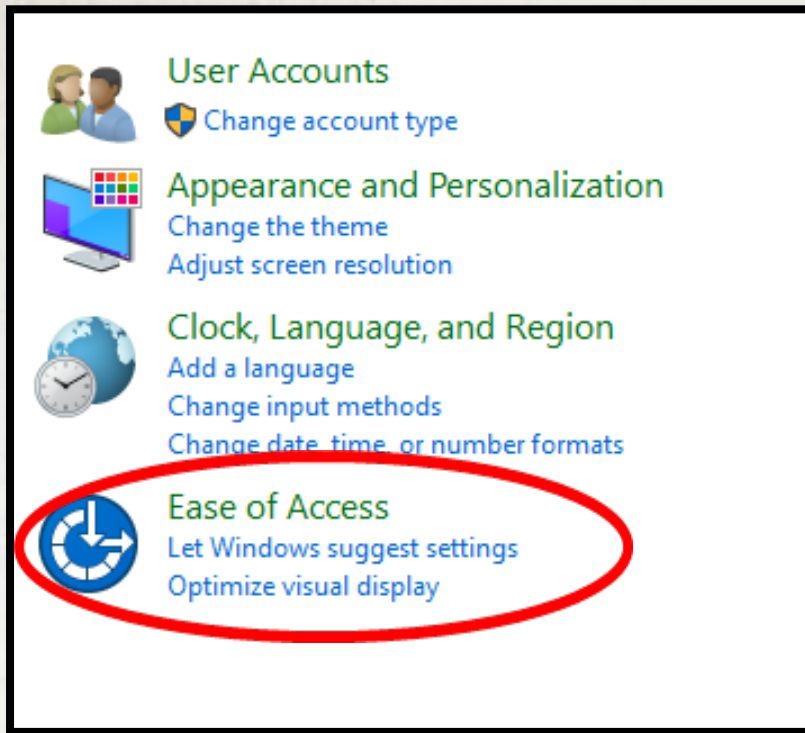 User Accounts
Change account type
Appearance and Personalization
Change the theme
Adjust screen resolution
Clock, Language, and Region
Add a language
Change input methods
Change date, time, or number formats
Ease of Access
Let Windows suggest settings
Optimize visual display